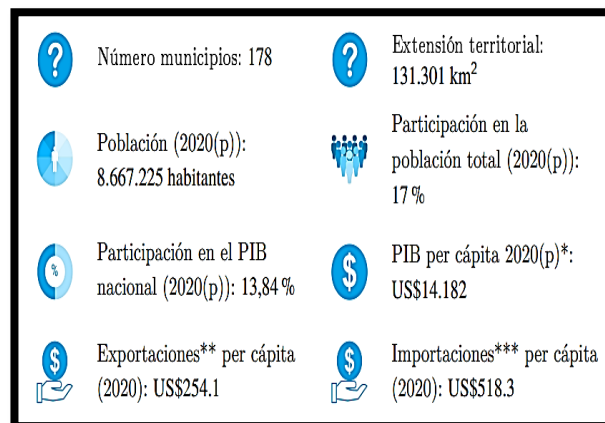 Número municipios: 178
Extensión territorial:
131.301 km²
Población (2020(p)):
8.667.225 habitantes
Participación en la
población total (2020(p)):
17 %
Participación en el PIB
nacional (2020(p)): 13,84 %
PIB per cápita 2020(p)*:
US$14.182
Exportaciones** per cápita
(2020): US$254.1
Importaciones*** per cápita
(2020): US$518.3